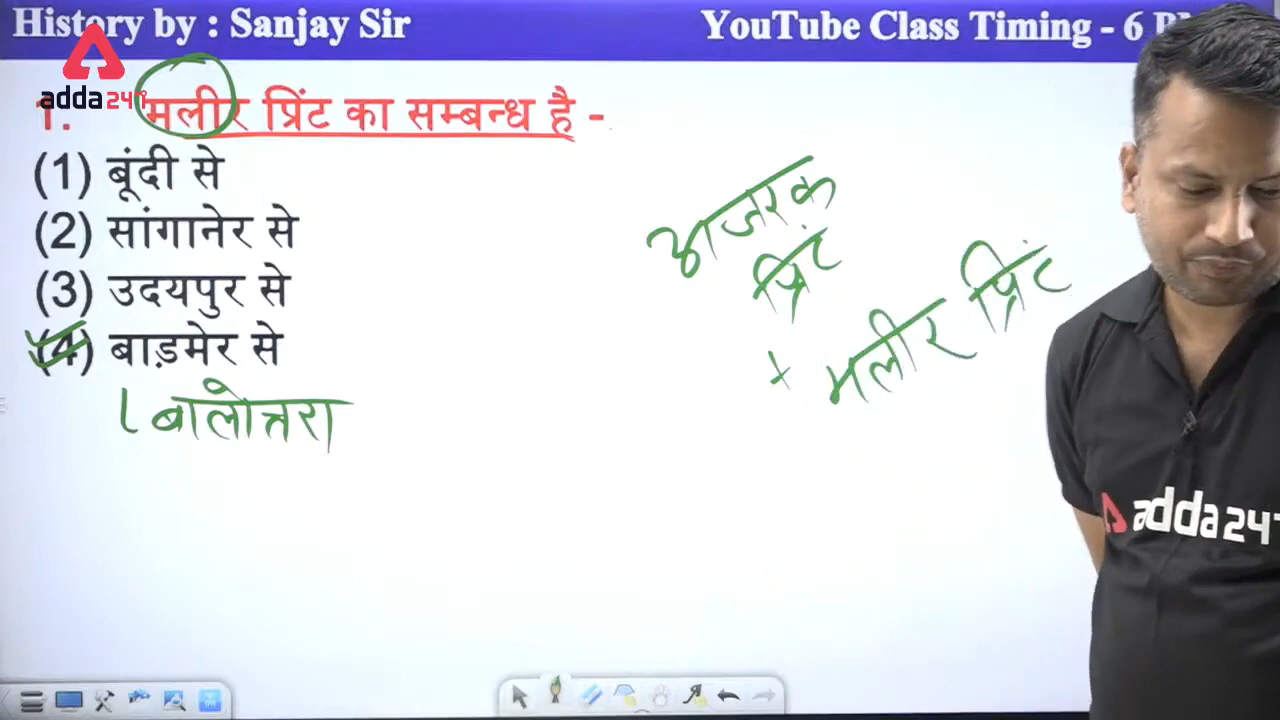 History by : Sanjay Sir
YouTube Class Timing - 6
adda247
1. मलीर प्रिंट का सम्बन्ध है -
(1) बूंदी से
(2) सांगानेर से
(3) उदयपुर से
(4) बाड़मेर से
बालोत्तरा
आजरक
प्रिंट
+ मलीर प्रिंट
adda247